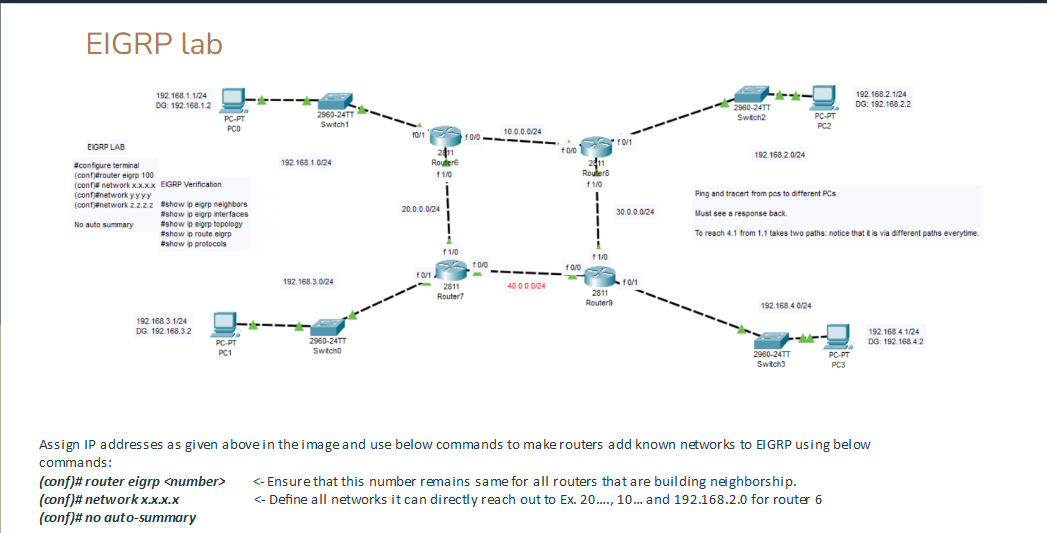 EIGRP lab
192.168.1.1/24
DG: 192.168.1.2
PC-PT
PC0
2960-24TT
Switch1
f0/1
2811
Router6
f 0/0
f 1/0
10.0.0.0/24
f 0/0
2811
Router8
f 0/1
f 1/0
2960-24TT
Switch2
PC-PT
PC2
192.168.2.1/24
DG: 192.168.2.2
EIGRP LAB
#configure terminal
(conf)#router eigrp 100
(conf)# network x.x.x.x
(conf)#network y.y.y.y
(conf)#network z.z.z.z
No auto summary
EIGRP Verification
#show ip eigrp neighbors
#show ip eigrp interfaces
#show ip eigrp topology
#show ip route eigrp
#show ip protocols
192.168.1.0/24
192.168.2.0/24
20.0.0.0/24
30.0.0.0/24
Ping and tracert from pcs to different PCs
Must see a response back.
To reach 4.1 from 1.1 takes two paths: notice that it is via different paths everytime.
f 1/0
f 0/1
f 0/0
2811
Router7
40.0.0.0/24
f 1/0
f 0/0
f 0/1
2811
Router9
192.168.3.0/24
192.168.4.0/24
192.168.3.1/24
DG: 192.168.3.2
PC-PT
PC1
2960-24TT
Switch0
2960-24TT
Switch3
PC-PT
PC3
192.168.4.1/24
DG: 192.168.4.2
Assign IP addresses as given above in the image and use below commands to make routers add known networks to EIGRP using below
commands:
(conf)# router eigrp <number> <- Ensure that this number remains same for all routers that are building neighborship.
(conf)# network x.x.x.x <- Define all networks it can directly reach out to Ex. 20...., 10... and 192.168.2.0 for router 6
(conf)# no auto-summary